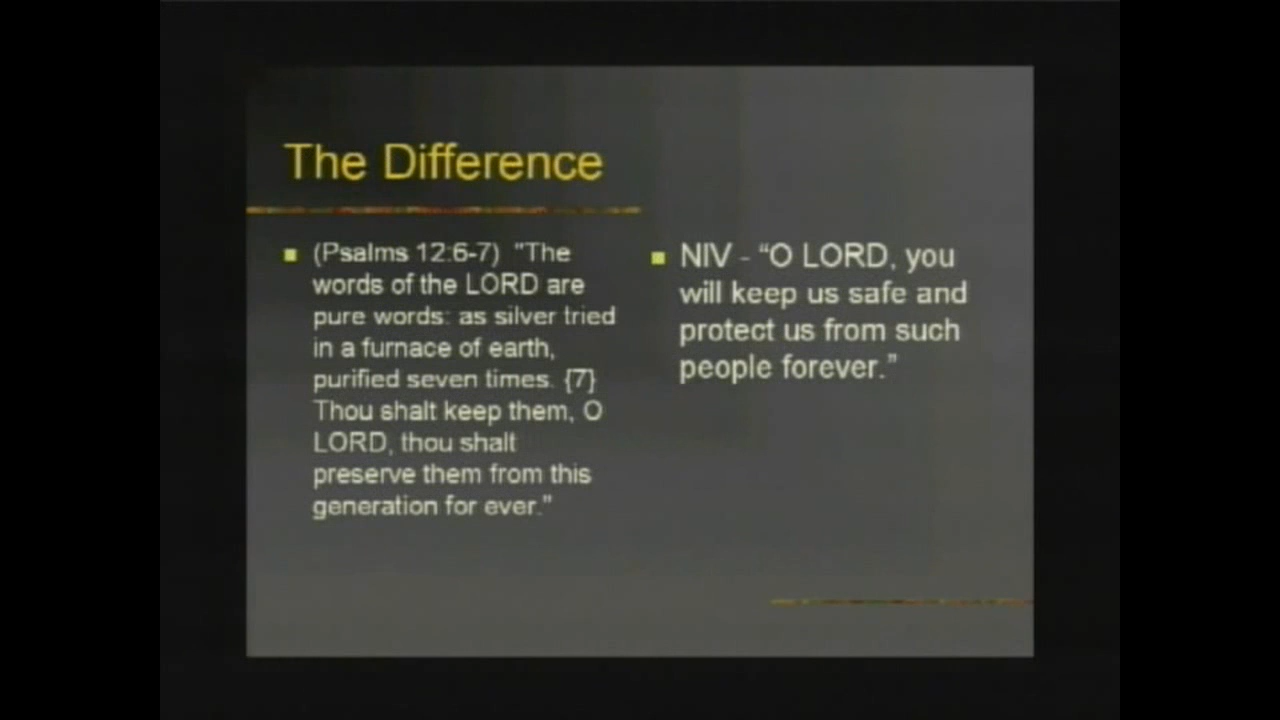 The Difference
(Psalms 12:6-7) "The
words of the LORD are
pure words: as silver tried
in a furnace of earth,
purified seven times. {7}
Thou shalt keep them, O
LORD, thou shalt
preserve them from this
generation for ever."
NIV - “O LORD, you
will keep us safe and
protect us from such
people forever.”